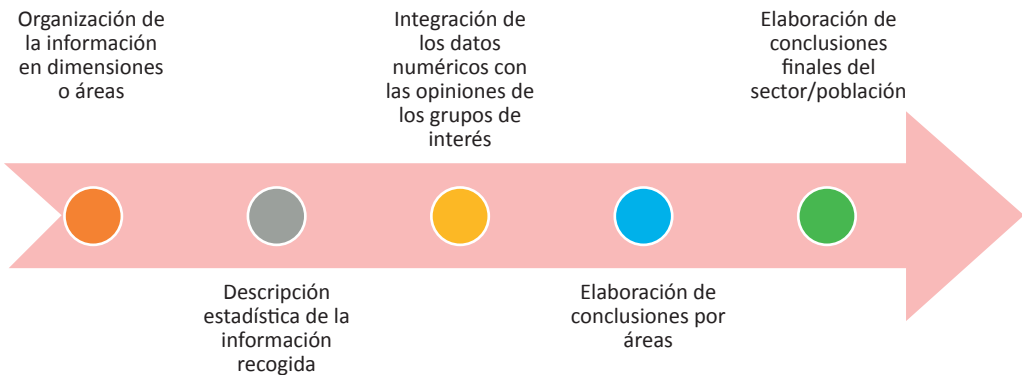 Organización de
la información
en dimensiones
o áreas
Descripción
estadística de la
información
recogida
Integración de
los datos
numéricos con
las opiniones de
los grupos de
interés
Elaboración de
conclusiones por
áreas
Elaboración de
conclusiones
finales del
sector/población